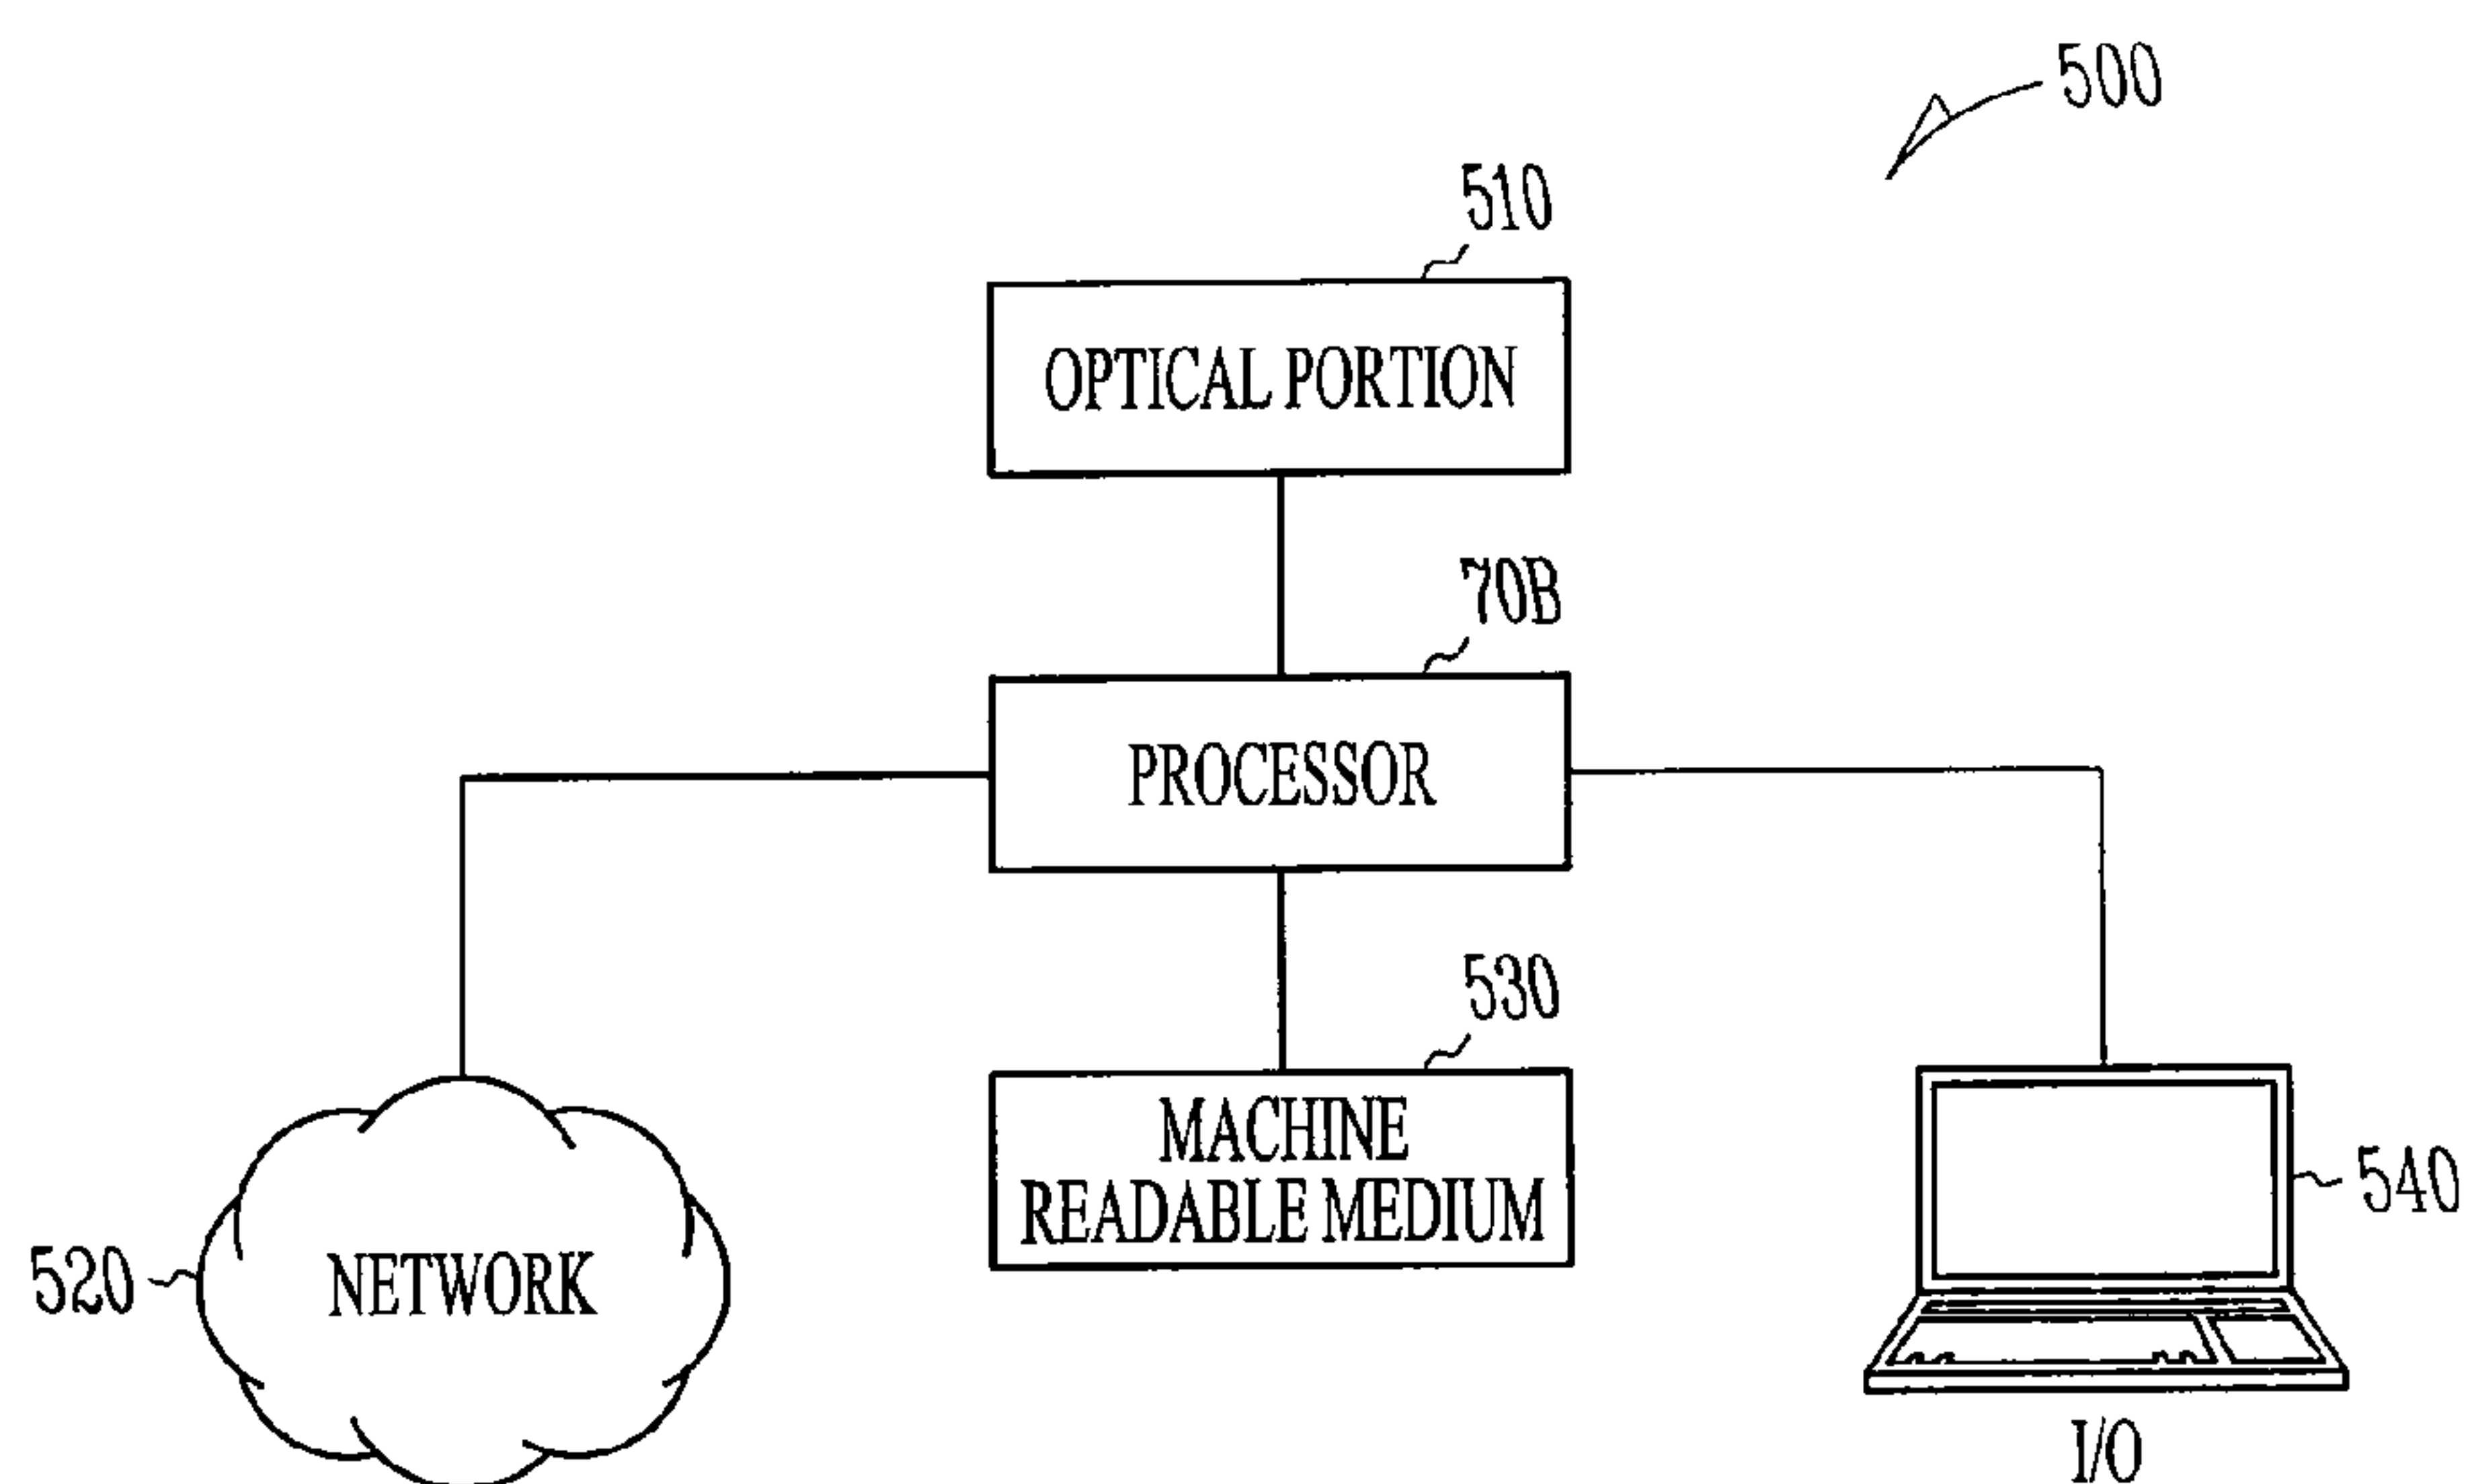 500
510
OPTICAL PORTION
70B
PROCESSOR
530
MACHINE
READABLE MEDIUM
540
520
NETWORK
I/O